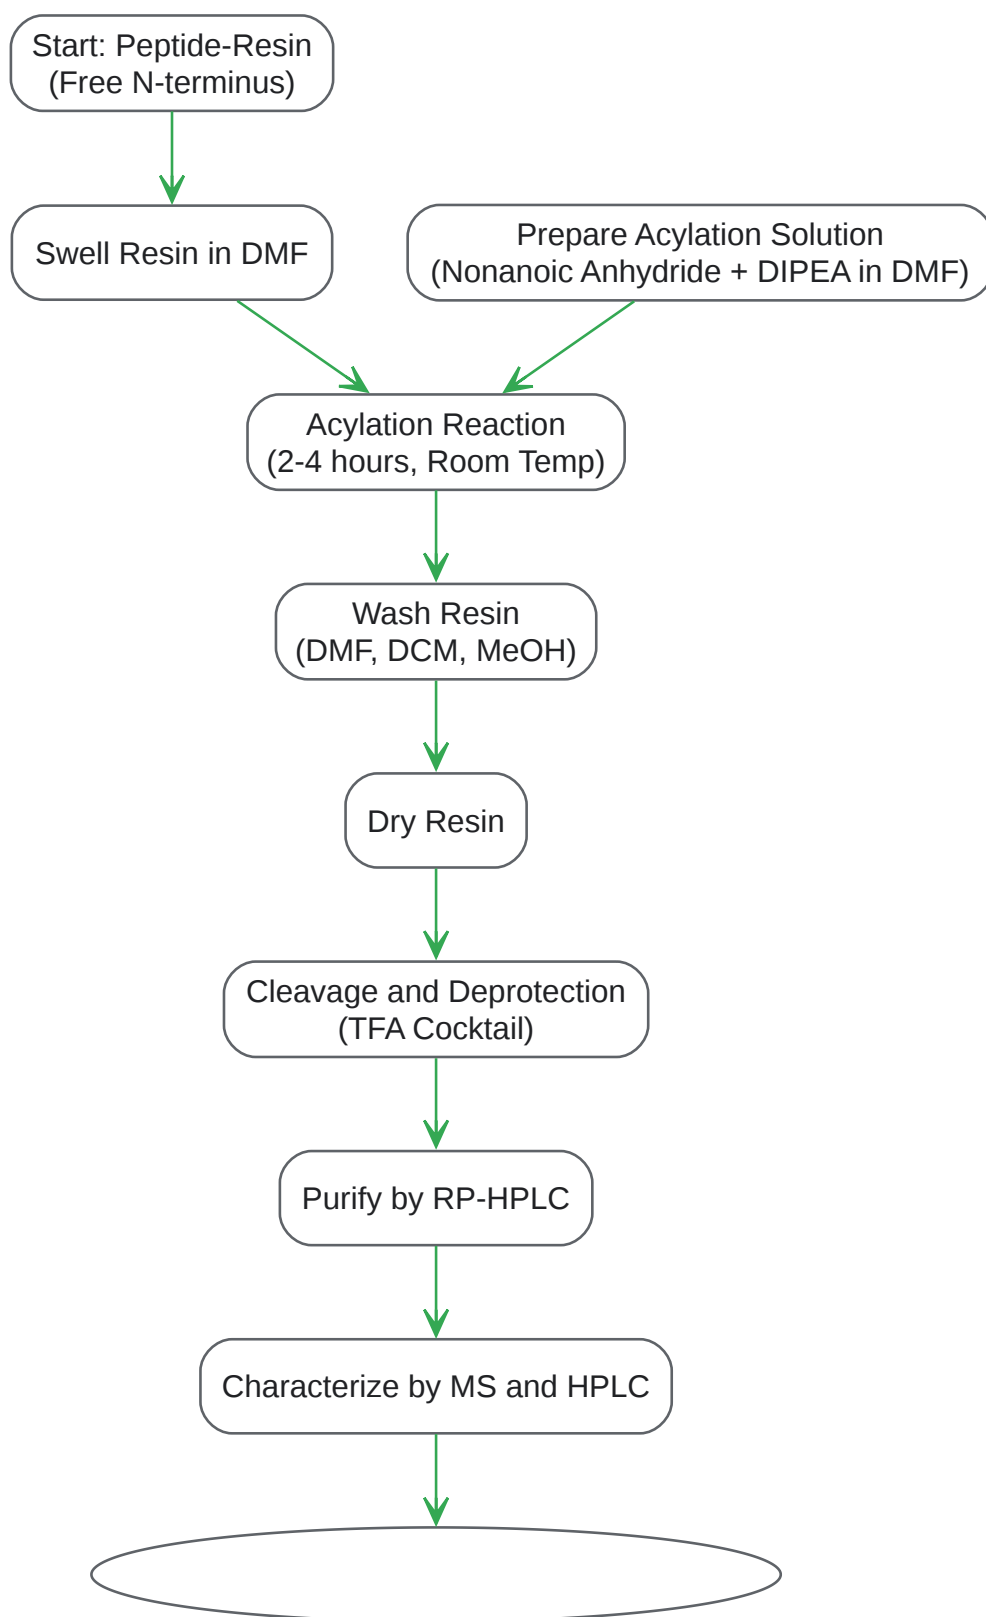 Start: Peptide-Resin
(Free N-terminus)
Swell Resin in DMF
Prepare Acylation Solution
(Nonanoic Anhydride + DIPEA in DMF)
Acylation Reaction
(2-4 hours, Room Temp)
Wash Resin
(DMF, DCM, MeOH)
Dry Resin
Cleavage and Deprotection
(TFA Cocktail)
Purify by RP-HPLC
Characterize by MS and HPLC